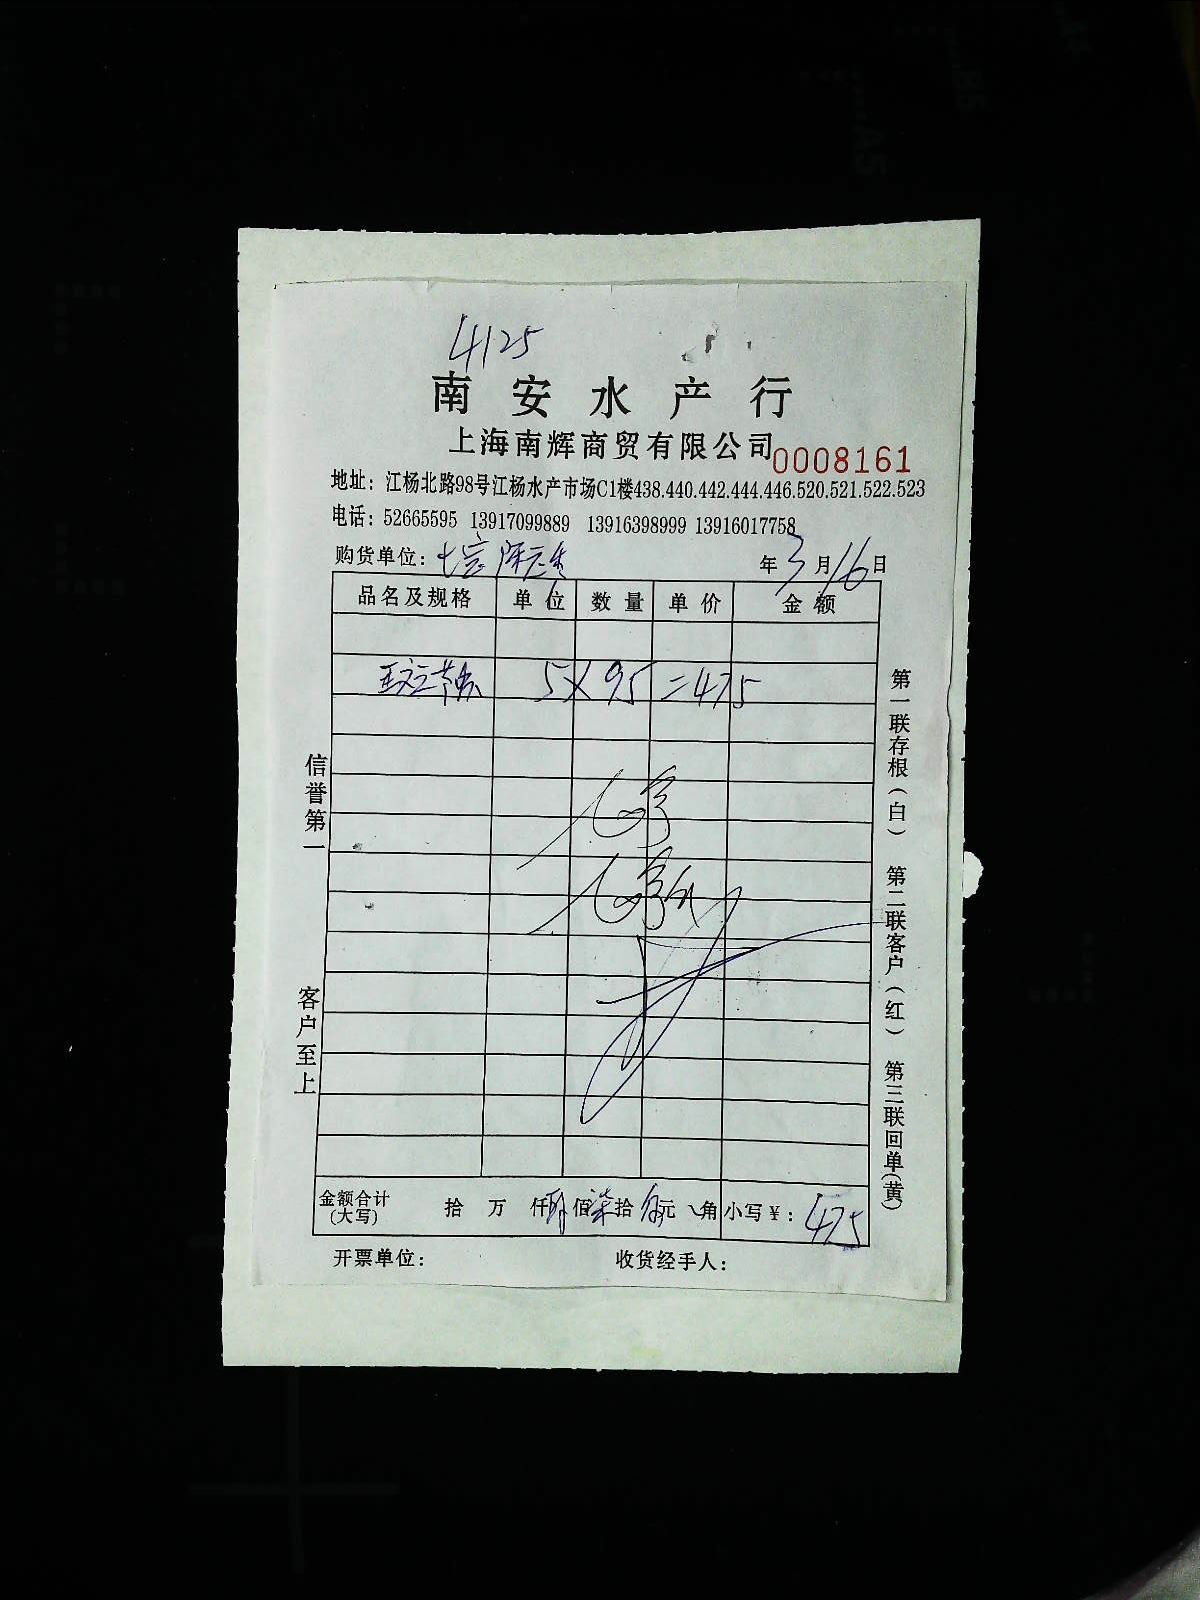 4125
南安水产行
上海南辉商贸有限公司 0008161
地址：江杨北路98号江杨水产市场C1楼438.440.442.444.446.520.521.522.523
电话：52665595 13917099889 13916398999 13916017758
购货单位： 年3月16日
品名及规格 单位 数量 单价 金额
5×95=475
信誉第一
客户至上
第一联存根（白） 第二联客户（红） 第三联回单（黄）
金额合计 拾 万 仟肆佰柒拾伍元 角 小写¥：475
（大写）
开票单位： 收货经手人：